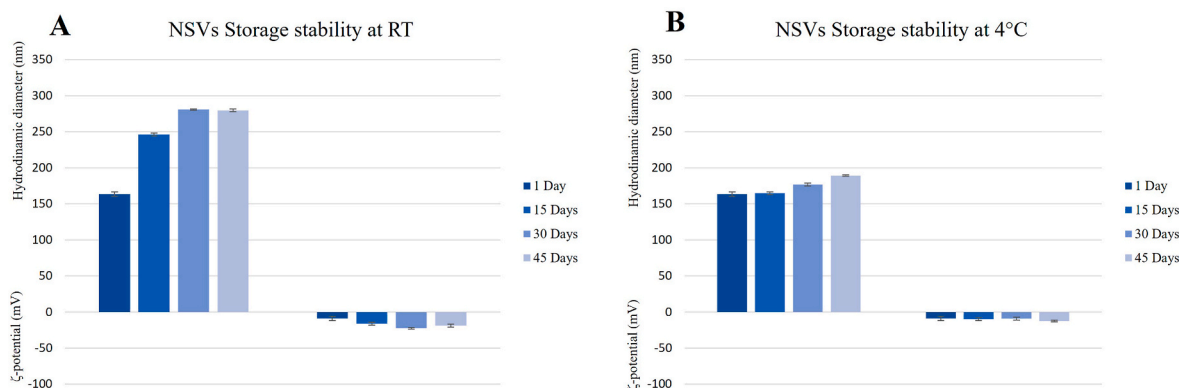 A
NSVs Storage stability at RT
Hydrodinamic diameter (nm)
ζ-potential (mV)
350
300
250
200
150
100
50
0
-50
-100
1 Day
15 Days
30 Days
45 Days
B
NSVs Storage stability at 4°C
Hydrodinamic diameter (nm)
ζ-potential (mV)
350
300
250
200
150
100
50
0
-50
-100
1 Day
15 Days
30 Days
45 Days